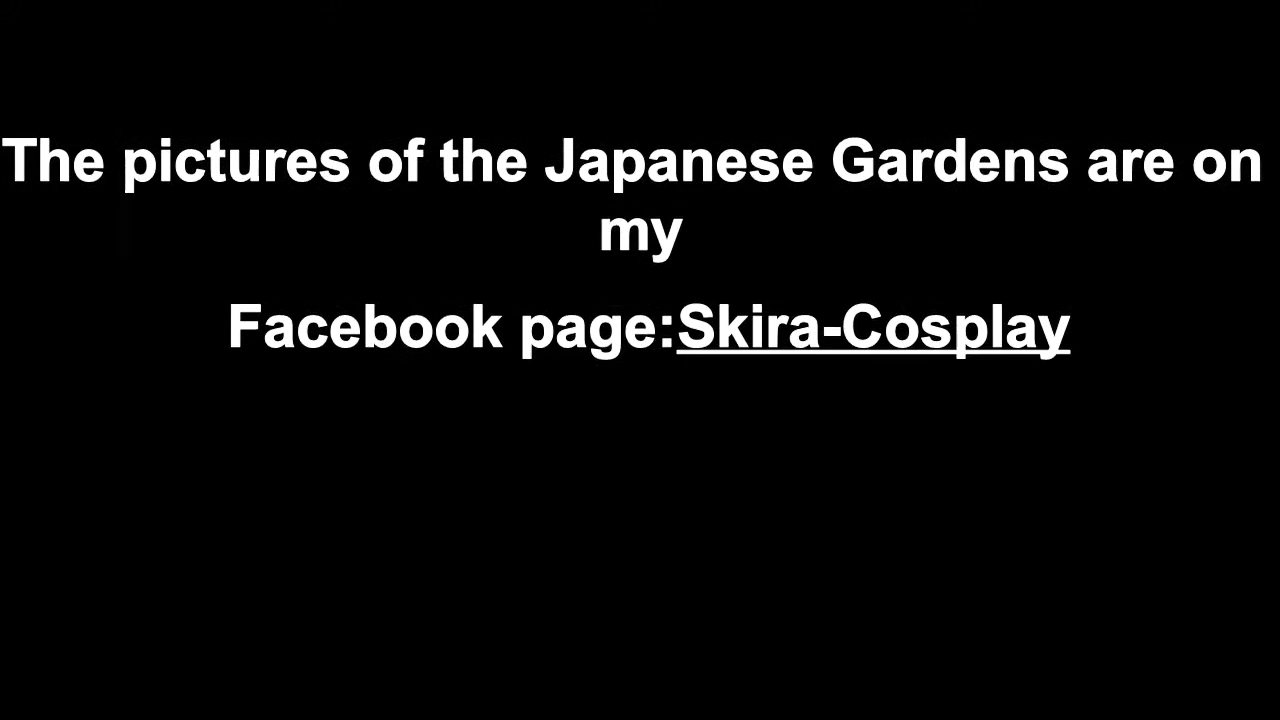 The pictures of the Japanese Gardens are on
my
Facebook page:Skira-Cosplay